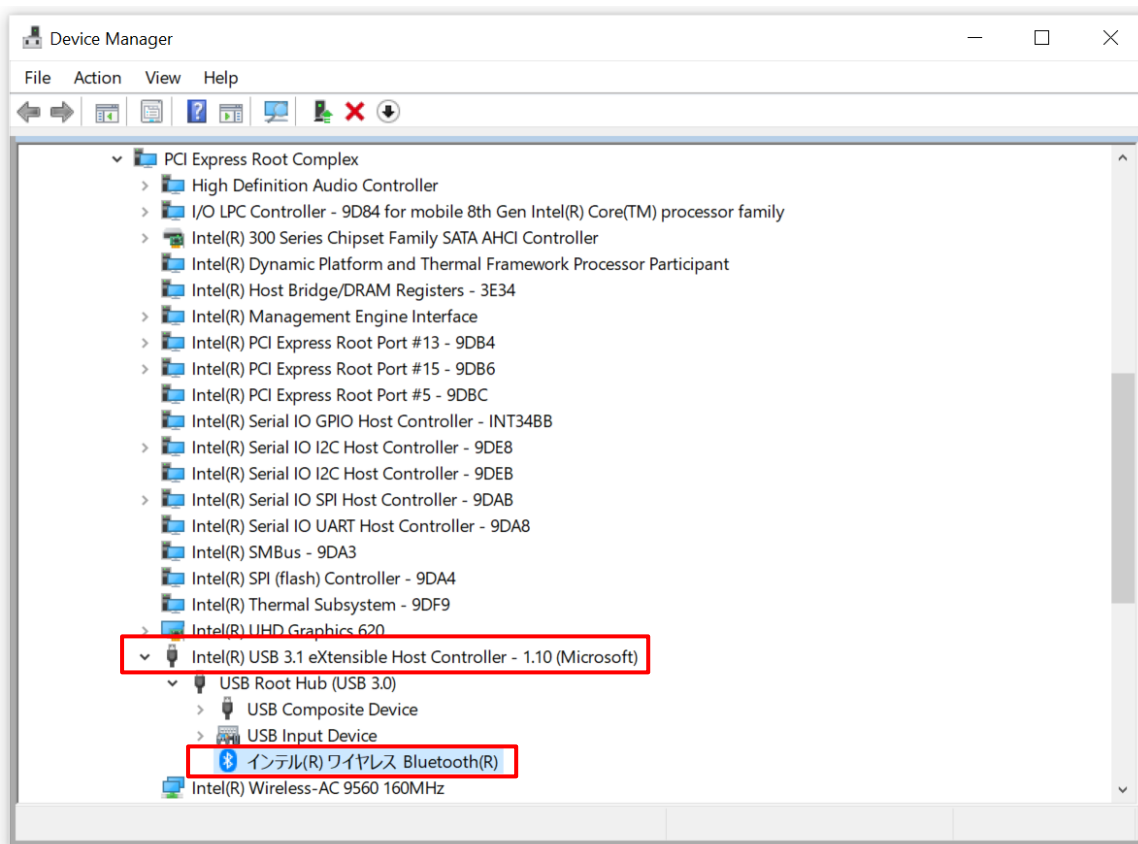 Device Manager
File Action View Help
PCI Express Root Complex
High Definition Audio Controller
I/O LPC Controller - 9D84 for mobile 8th Gen Intel(R) Core(TM) processor family
Intel(R) 300 Series Chipset Family SATA AHCI Controller
Intel(R) Dynamic Platform and Thermal Framework Processor Participant
Intel(R) Host Bridge/DRAM Registers - 3E34
Intel(R) Management Engine Interface
Intel(R) PCI Express Root Port #13 - 9DB4
Intel(R) PCI Express Root Port #15 - 9DB6
Intel(R) PCI Express Root Port #5 - 9DBC
Intel(R) Serial IO GPIO Host Controller - INT34BB
Intel(R) Serial IO I2C Host Controller - 9DE8
Intel(R) Serial IO I2C Host Controller - 9DEB
Intel(R) Serial IO SPI Host Controller - 9DAB
Intel(R) Serial IO UART Host Controller - 9DA8
Intel(R) SMBus - 9DA3
Intel(R) SPI (flash) Controller - 9DA4
Intel(R) Thermal Subsystem - 9DF9
Intel(R) UHD Graphics 620
Intel(R) USB 3.1 eXtensible Host Controller - 1.10 (Microsoft)
USB Root Hub (USB 3.0)
USB Composite Device
USB Input Device
インテル(R) ワイヤレス Bluetooth(R)
Intel(R) Wireless-AC 9560 160MHz